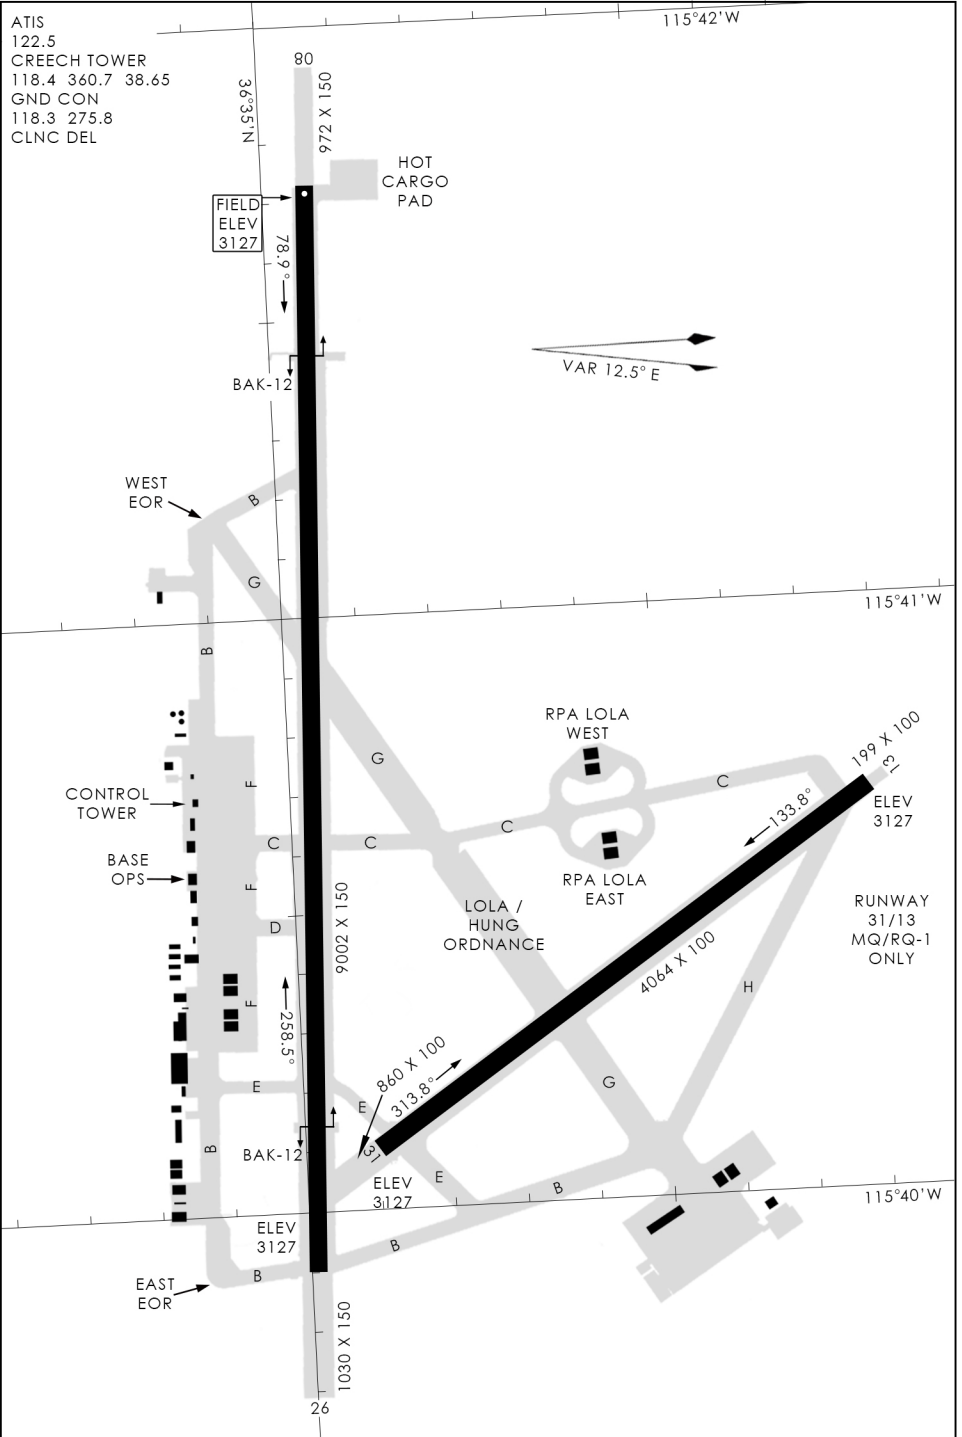 ATIS
122.5
CREECH TOWER
118.4 360.7 38.65
GND CON
118.3 275.8
CLNC DEL
115°42'W
36°35'N
08
972 X 150
HOT
CARGO
PAD
FIELD
ELEV
3127
78.9°
VAR 12.5° E
BAK-12
WEST
EOR
B
G
115°41'W
B
RPA LOLA
WEST
G
C
199 X 100
13
F
CONTROL
TOWER
133.8°
ELEV
3127
C
C
C
BASE
OPS
F
RPA LOLA
EAST
9002 X 150
D
LOLA /
HUNG
ORDNANCE
RUNWAY
31/13
MQ/RQ-1
ONLY
4064 X 100
H
F
258.5°
860 X 100
313.8°
E
E
G
B
BAK-12
31
E
ELEV
3127
B
115°40'W
ELEV
3127
B
B
EAST
EOR
1030 X 150
26